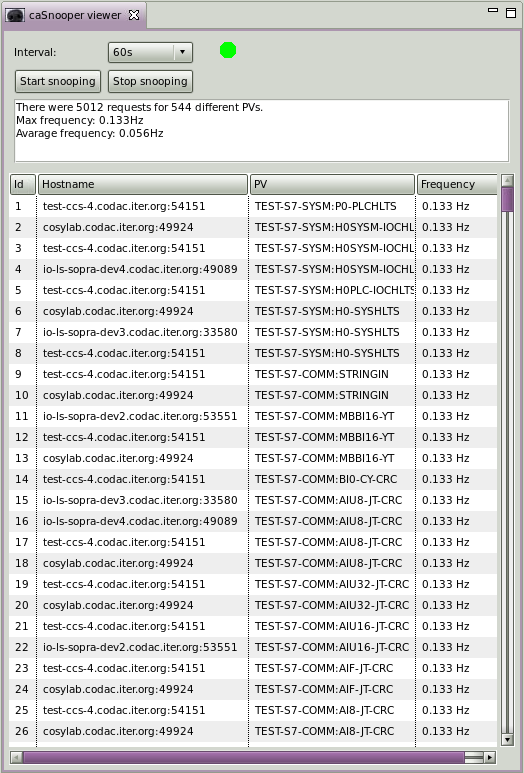 caSnooper viewer
Interval: 60s
Start snooping Stop snooping
There were 5012 requests for 544 different PVs.
Max frequency: 0.133Hz
Avarage frequency: 0.056Hz
Id Hostname PV Frequency
1 test-ccs-4.codac.iter.org:54151 TEST-S7-SYSM:P0-PLCHLTS 0.133 Hz
2 cosylab.codac.iter.org:49924 TEST-S7-SYSM:H0SYSM-IOCHL 0.133 Hz
3 test-ccs-4.codac.iter.org:54151 TEST-S7-SYSM:H0SYSM-IOCHL 0.133 Hz
4 io-ls-sopra-dev4.codac.iter.org:49089 TEST-S7-SYSM:H0SYSM-IOCHL 0.133 Hz
5 test-ccs-4.codac.iter.org:54151 TEST-S7-SYSM:H0PLC-IOCHLTS 0.133 Hz
6 cosylab.codac.iter.org:49924 TEST-S7-SYSM:H0-SYSHLTS 0.133 Hz
7 io-ls-sopra-dev3.codac.iter.org:33580 TEST-S7-SYSM:H0-SYSHLTS 0.133 Hz
8 test-ccs-4.codac.iter.org:54151 TEST-S7-SYSM:H0-SYSHLTS 0.133 Hz
9 test-ccs-4.codac.iter.org:54151 TEST-S7-COMM:STRINGIN 0.133 Hz
10 cosylab.codac.iter.org:49924 TEST-S7-COMM:STRINGIN 0.133 Hz
11 io-ls-sopra-dev2.codac.iter.org:53551 TEST-S7-COMM:MBBI16-YT 0.133 Hz
12 test-ccs-4.codac.iter.org:54151 TEST-S7-COMM:MBBI16-YT 0.133 Hz
13 cosylab.codac.iter.org:49924 TEST-S7-COMM:MBBI16-YT 0.133 Hz
14 test-ccs-4.codac.iter.org:54151 TEST-S7-COMM:BI0-CY-CRC 0.133 Hz
15 io-ls-sopra-dev3.codac.iter.org:33580 TEST-S7-COMM:AIU8-JT-CRC 0.133 Hz
16 io-ls-sopra-dev4.codac.iter.org:49089 TEST-S7-COMM:AIU8-JT-CRC 0.133 Hz
17 test-ccs-4.codac.iter.org:54151 TEST-S7-COMM:AIU8-JT-CRC 0.133 Hz
18 cosylab.codac.iter.org:49924 TEST-S7-COMM:AIU8-JT-CRC 0.133 Hz
19 test-ccs-4.codac.iter.org:54151 TEST-S7-COMM:AIU32-JT-CRC 0.133 Hz
20 cosylab.codac.iter.org:49924 TEST-S7-COMM:AIU32-JT-CRC 0.133 Hz
21 test-ccs-4.codac.iter.org:54151 TEST-S7-COMM:AIU16-JT-CRC 0.133 Hz
22 io-ls-sopra-dev2.codac.iter.org:53551 TEST-S7-COMM:AIU16-JT-CRC 0.133 Hz
23 test-ccs-4.codac.iter.org:54151 TEST-S7-COMM:AIF-JT-CRC 0.133 Hz
24 cosylab.codac.iter.org:49924 TEST-S7-COMM:AIF-JT-CRC 0.133 Hz
25 test-ccs-4.codac.iter.org:54151 TEST-S7-COMM:AI8-JT-CRC 0.133 Hz
26 cosylab.codac.iter.org:49924 TEST-S7-COMM:AI8-JT-CRC 0.133 Hz